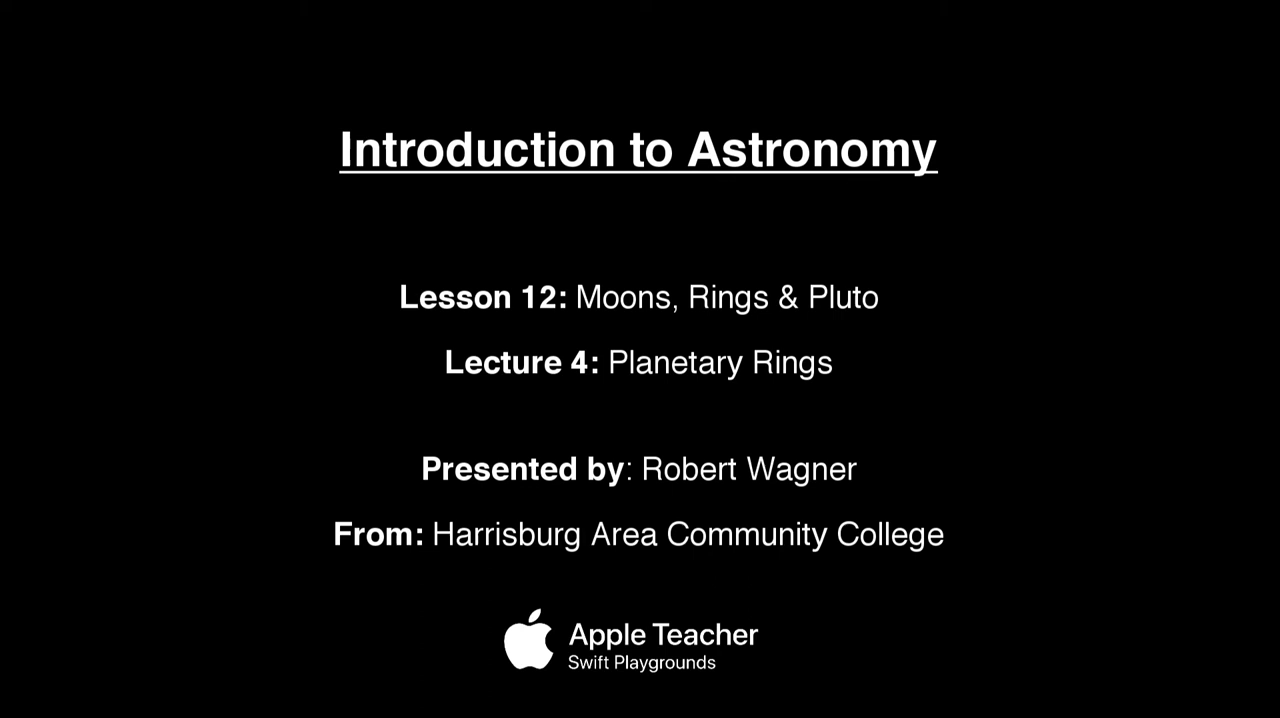 Introduction to Astronomy
Lesson 12: Moons, Rings & Pluto
Lecture 4: Planetary Rings
Presented by: Robert Wagner
From: Harrisburg Area Community College
Apple Teacher
Swift Playgrounds